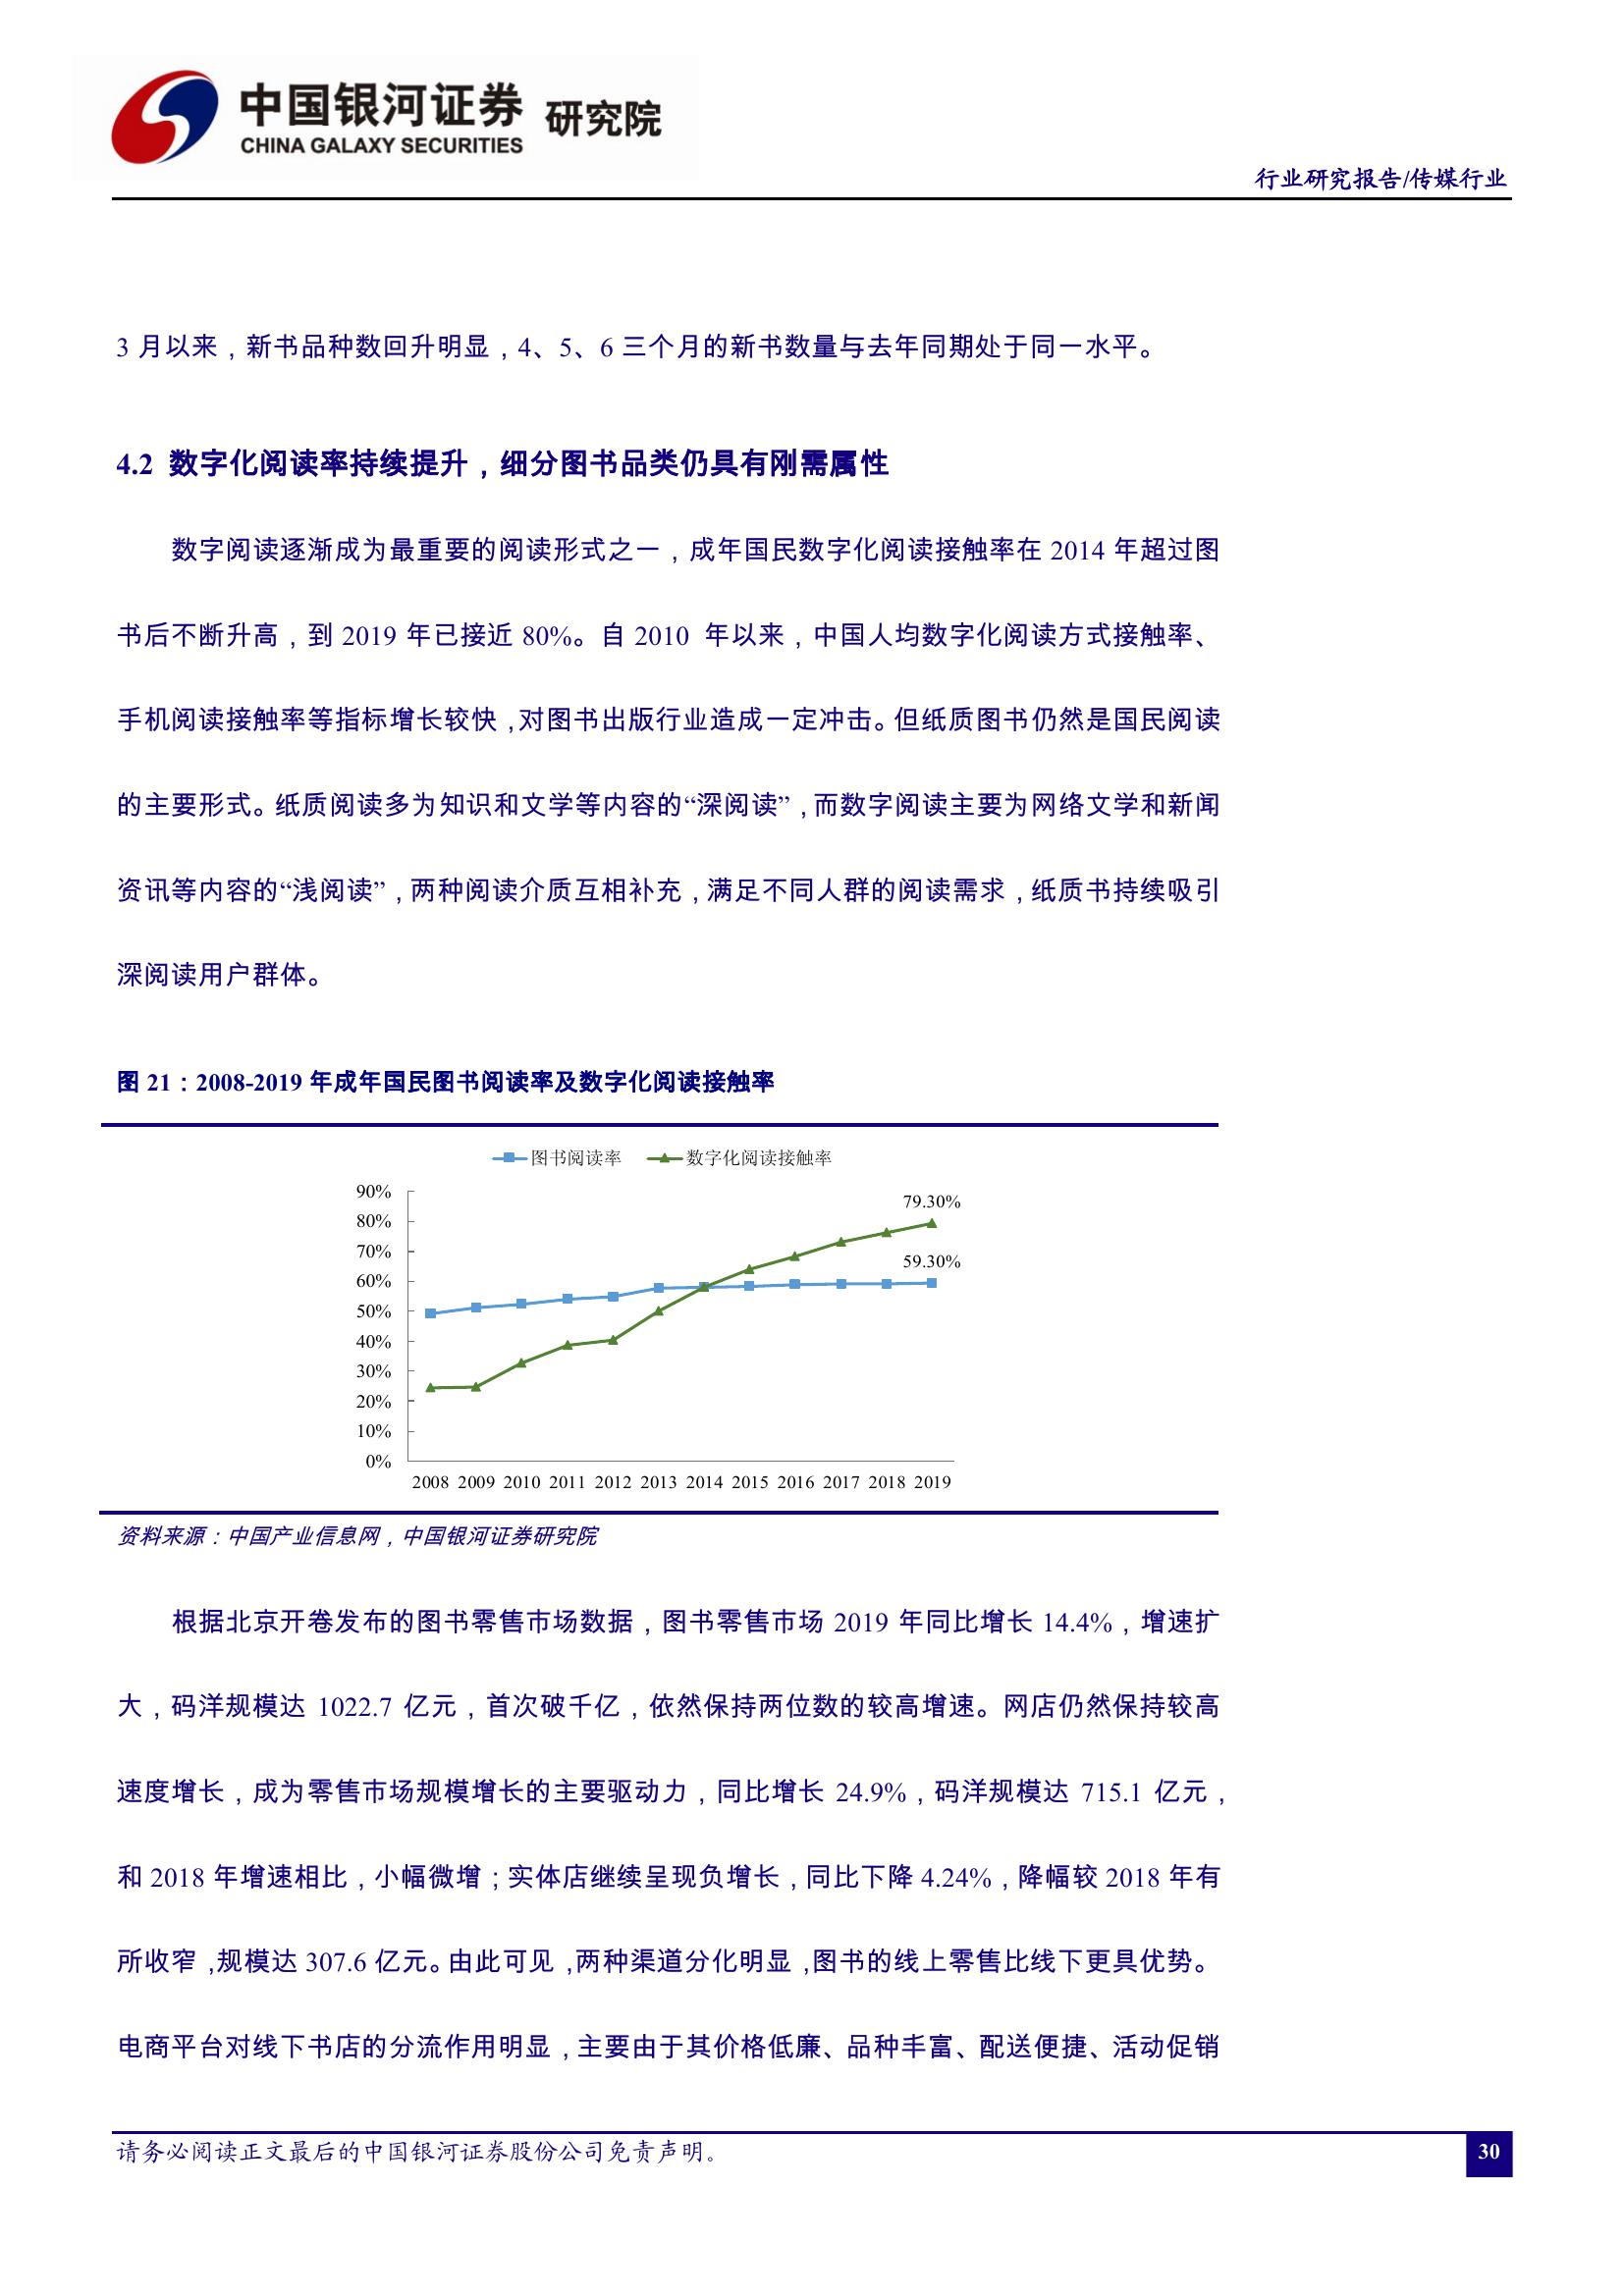 中国银河证券 研究院
CHINA GALAXY SECURITIES
行业研究报告/传媒行业
3 月以来，新书品种数回升明显，4、5、6 三个月的新书数量与去年同期处于同一水平。
4.2 数字化阅读率持续提升，细分图书品类仍具有刚需属性
数字阅读逐渐成为最重要的阅读形式之一，成年国民数字化阅读接触率在 2014 年超过图
书后不断升高，到 2019 年已接近 80%。自 2010 年以来，中国人均数字化阅读方式接触率、
手机阅读接触率等指标增长较快，对图书出版行业造成一定冲击。但纸质图书仍然是国民阅读
的主要形式。纸质阅读多为知识和文学等内容的“深阅读”，而数字阅读主要为网络文学和新闻
资讯等内容的“浅阅读”，两种阅读介质互相补充，满足不同人群的阅读需求，纸质书持续吸引
深阅读用户群体。
图 21：2008-2019 年成年国民图书阅读率及数字化阅读接触率
图书阅读率 数字化阅读接触率
90%
80%
70%
60%
50%
40%
30%
20%
10%
0%
79.30%
59.30%
2008 2009 2010 2011 2012 2013 2014 2015 2016 2017 2018 2019
资料来源：中国产业信息网，中国银河证券研究院
根据北京开卷发布的图书零售市场数据，图书零售市场 2019 年同比增长 14.4%，增速扩
大，码洋规模达 1022.7 亿元，首次破千亿，依然保持两位数的较高增速。网店仍然保持较高
速度增长，成为零售市场规模增长的主要驱动力，同比增长 24.9%，码洋规模达 715.1 亿元，
和 2018 年增速相比，小幅微增；实体店继续呈现负增长，同比下降 4.24%，降幅较 2018 年有
所收窄，规模达 307.6 亿元。由此可见，两种渠道分化明显，图书的线上零售比线下更具优势。
电商平台对线下书店的分流作用明显，主要由于其价格低廉、品种丰富、配送便捷、活动促销
请务必阅读正文最后的中国银河证券股份公司免责声明。
30